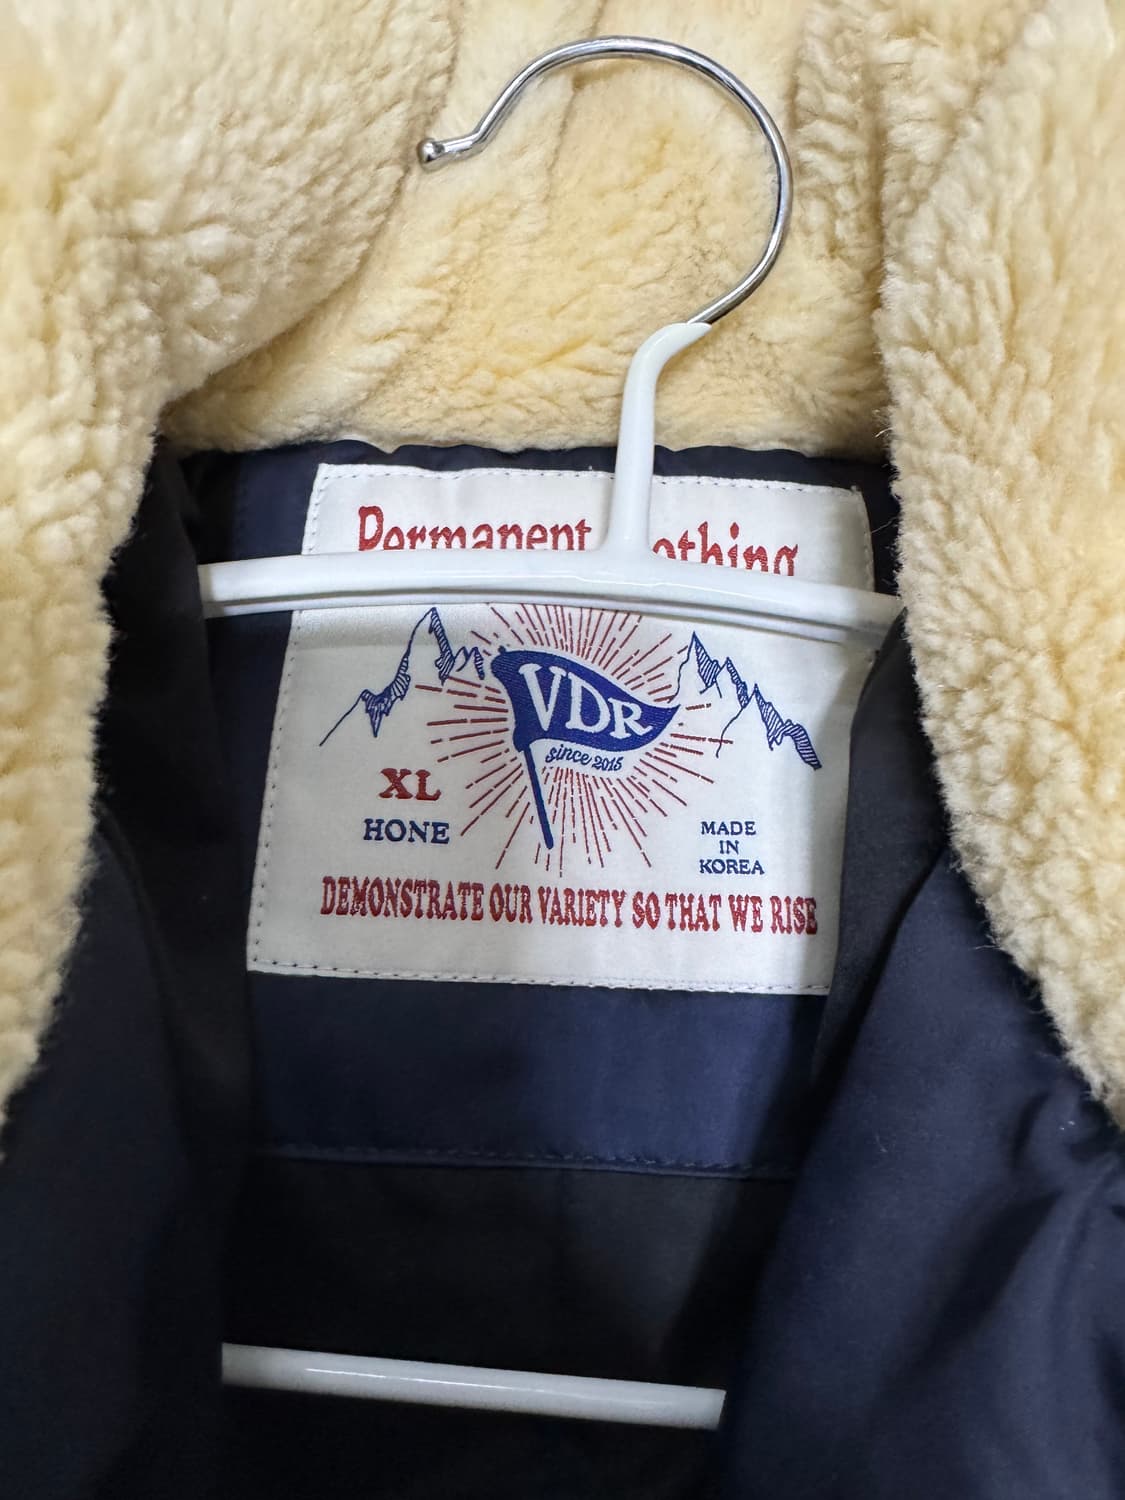 Permanent
VDR
since 2015
XL
HONE
MADE
IN
KOREA
DEMONSTRATE OUR VARIETY SO THAT WE RISE